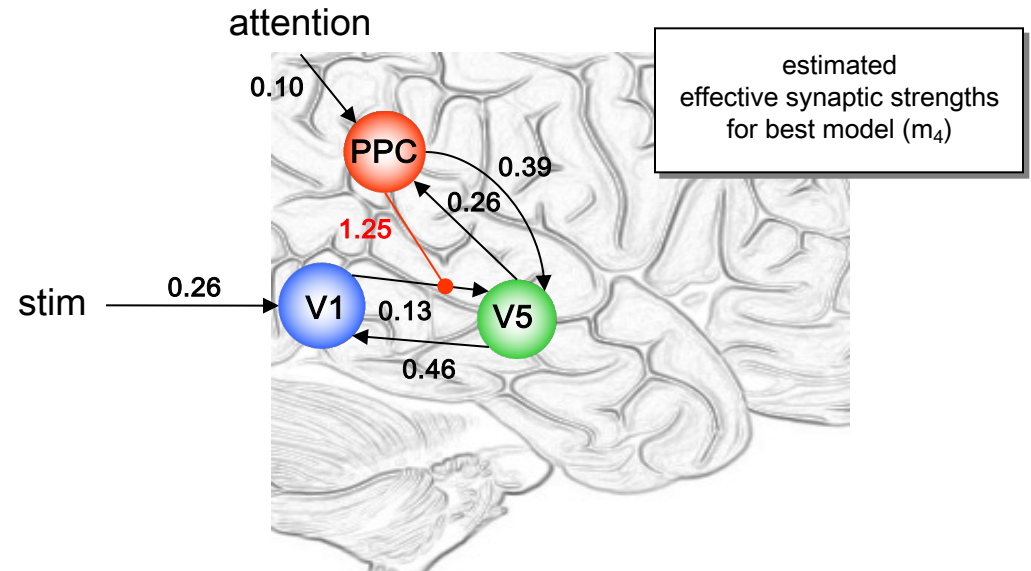 attention
estimated
effective synaptic strengths
for best model (m₄)
0.10
PPC
0.39
0.26
1.25
0.26
stim
V1
0.13
V5
0.46